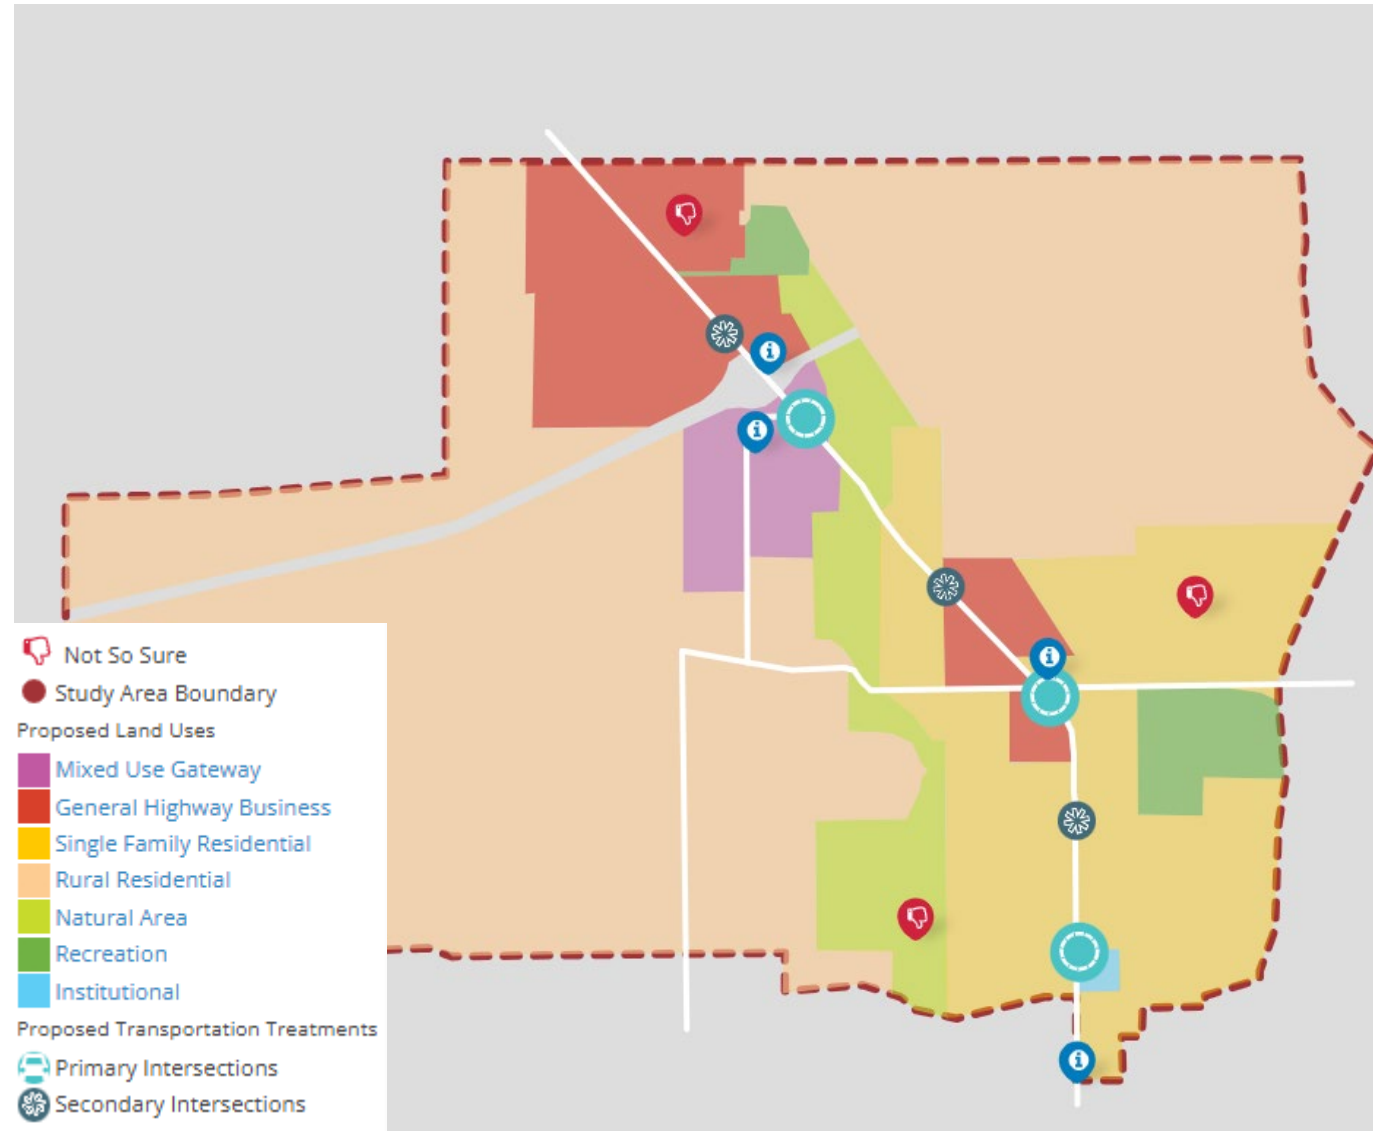 Not So Sure
Study Area Boundary
Proposed Land Uses
Mixed Use Gateway
General Highway Business
Single Family Residential
Rural Residential
Natural Area
Recreation
Institutional
Proposed Transportation Treatments
Primary Intersections
Secondary Intersections